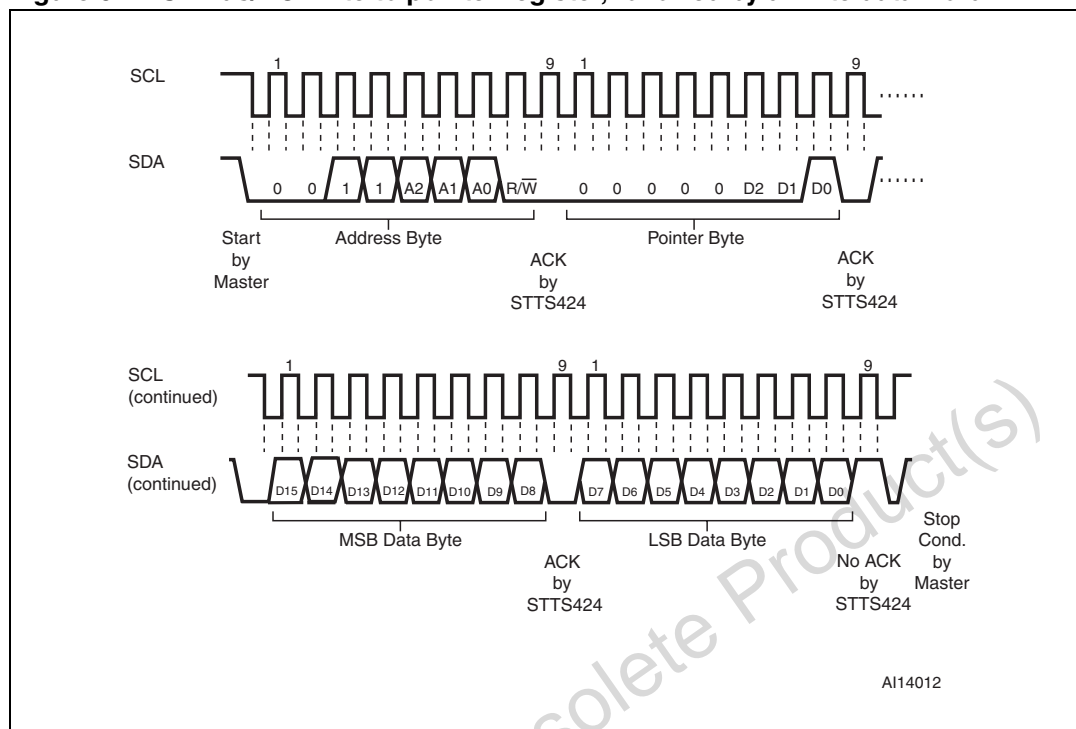 SCL
1 9 1 9
SDA
0 0 1 1 A2 A1 A0 R/W 0 0 0 0 0 D2 D1 D0
Address Byte Pointer Byte
Start
by
Master
ACK
by
STTS424
ACK
by
STTS424
SCL
(continued)
1 9 1 9
SDA
(continued)
D15 D14 D13 D12 D11 D10 D9 D8 D7 D6 D5 D4 D3 D2 D1 D0
MSB Data Byte LSB Data Byte
ACK
by
STTS424
No ACK
by
STTS424
Stop
Cond.
by
Master
solete Product(s)
AI14012